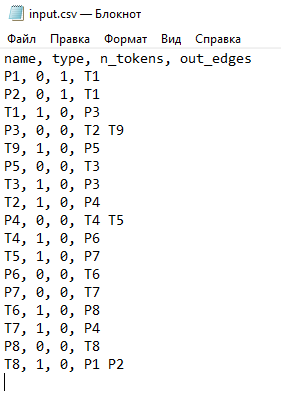 input.csv — Блокнот
Файл Правка Формат Вид Справка
name, type, n_tokens, out_edges
P1, 0, 1, T1
P2, 0, 1, T1
T1, 1, 0, P3
P3, 0, 0, T2 T9
T9, 1, 0, P5
P5, 0, 0, T3
T3, 1, 0, P3
T2, 1, 0, P4
P4, 0, 0, T4 T5
T4, 1, 0, P6
T5, 1, 0, P7
P6, 0, 0, T6
P7, 0, 0, T7
T6, 1, 0, P8
T7, 1, 0, P4
P8, 0, 0, T8
T8, 1, 0, P1 P2